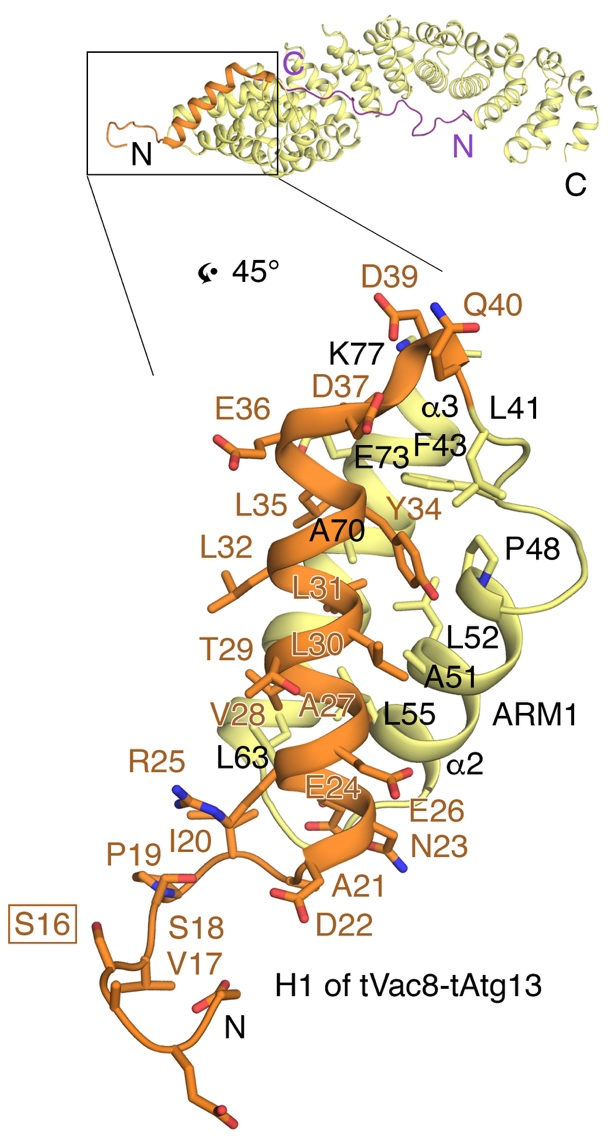 C
N
N
C
45°
D39
Q40
K77
D37
α3
L41
E36
F43
E73
L35
Y34
A70
L32
P48
L31
L52
T29
L30
A51
V28
A27
L55
ARM1
L63
α2
R25
E24
E26
I20
N23
P19
A21
S16
S18
D22
V17
H1 of tVac8-tAtg13
N